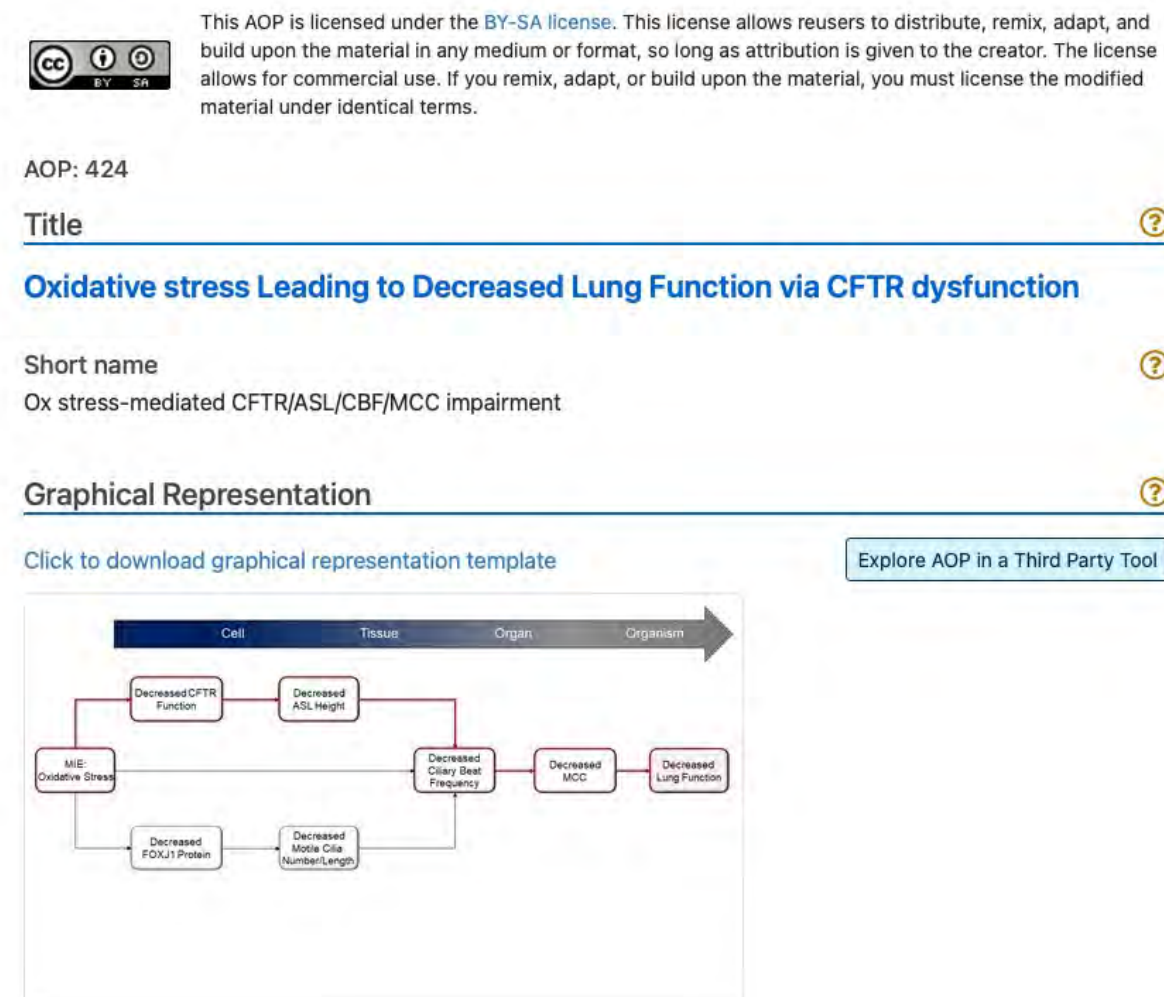 This AOP is licensed under the BY-SA license. This license allows reusers to distribute, remix, adapt, and
build upon the material in any medium or format, so long as attribution is given to the creator. The license
allows for commercial use. If you remix, adapt, or build upon the material, you must license the modified
material under identical terms.
cc
BY SA
AOP: 424
Title
?
Oxidative stress Leading to Decreased Lung Function via CFTR dysfunction
Short name
?
Ox stress-mediated CFTR/ASL/CBF/MCC impairment
Graphical Representation
?
Click to download graphical representation template
Explore AOP in a Third Party Tool
Cell Tissue Organ Organism
Decreased CFTR
Function
Decreased
ASL Height
MIE:
Oxidative Stress
Decreased
Ciliary Beat
Frequency
Decreased
MCC
Decreased
Lung Function
Decreased
FOXJ1 Protein
Decreased
Motile Cilia
Number/Length